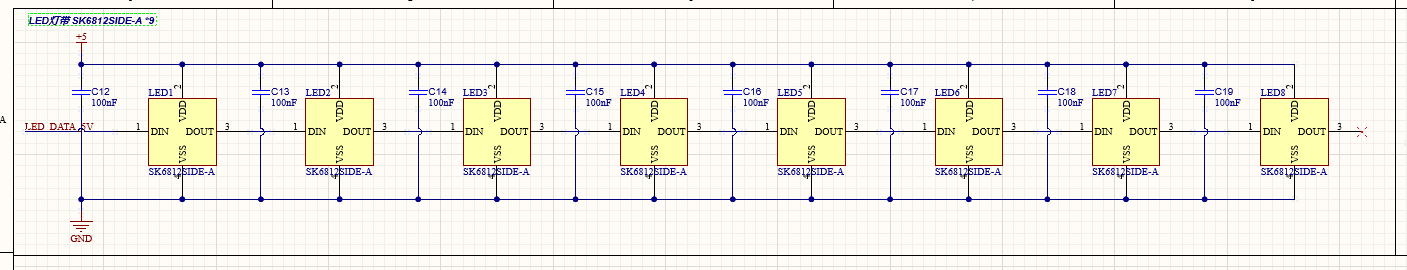 LED灯带 SK6812SIDE-A *9
+5
C12
100nF
C13
100nF
C14
100nF
C15
100nF
C16
100nF
C17
100nF
C18
100nF
C19
100nF
LED1
LED2
LED3
LED4
LED5
LED6
LED7
LED8
2 2 2 2 2 2 2 2
VDD VDD VDD VDD VDD VDD VDD VDD
A
LED_DATA_5V
1 DIN DOUT 3
1 DIN DOUT 3
1 DIN DOUT 3
1 DIN DOUT 3
1 DIN DOUT 3
1 DIN DOUT 3
1 DIN DOUT 3
1 DIN DOUT 3
VSS VSS VSS VSS VSS VSS VSS VSS
SK6812SIDE-A SK6812SIDE-A SK6812SIDE-A SK6812SIDE-A SK6812SIDE-A SK6812SIDE-A SK6812SIDE-A SK6812SIDE-A
4 4 4 4 4 4 4 4
GND